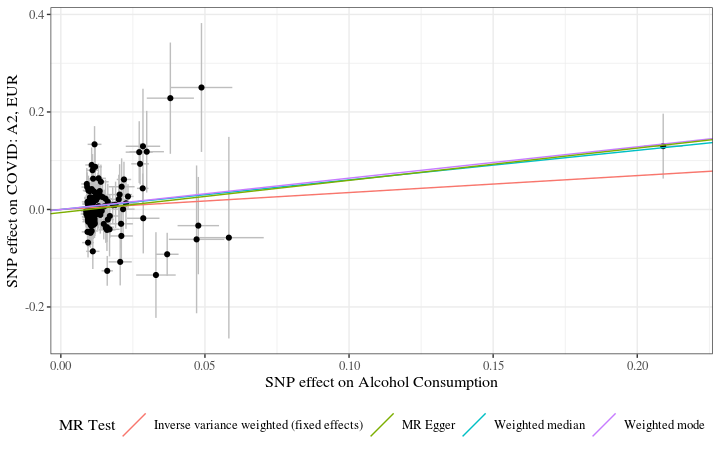 0.4
0.2
0.0
-0.2
SNP effect on COVID: A2, EUR
0.00 0.05 0.10 0.15 0.20
SNP effect on Alcohol Consumption
MR Test Inverse variance weighted (fixed effects) MR Egger Weighted median Weighted mode